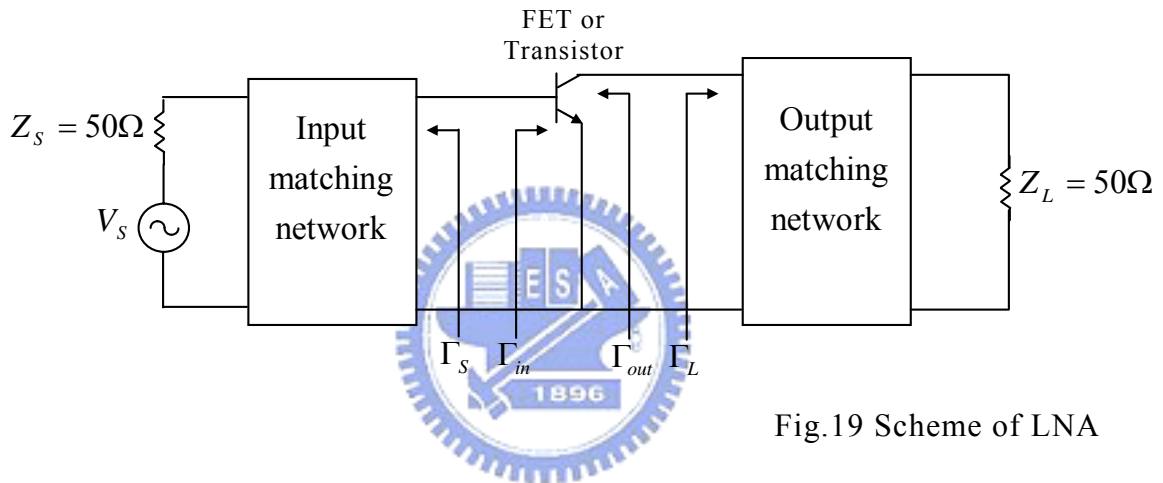 FET or
Transistor
Z_S = 50Ω
V_S
Input
matching
network
Output
matching
network
Z_L = 50Ω
Γ_S
Γ_in
Γ_out
Γ_L
E S A
1896
Fig.19 Scheme of LNA